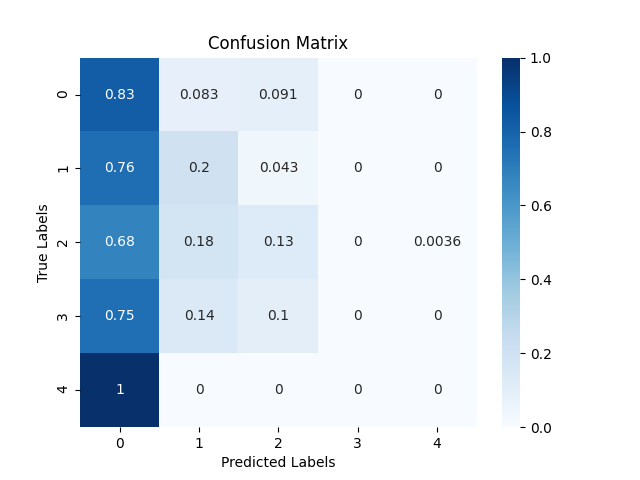 Confusion Matrix
0 0.83 0.083 0.091 0 0
1 0.76 0.2 0.043 0 0
2 0.68 0.18 0.13 0 0.0036
3 0.75 0.14 0.1 0 0
4 1 0 0 0 0
0 1 2 3 4
True Labels
Predicted Labels
1.0
0.8
0.6
0.4
0.2
0.0